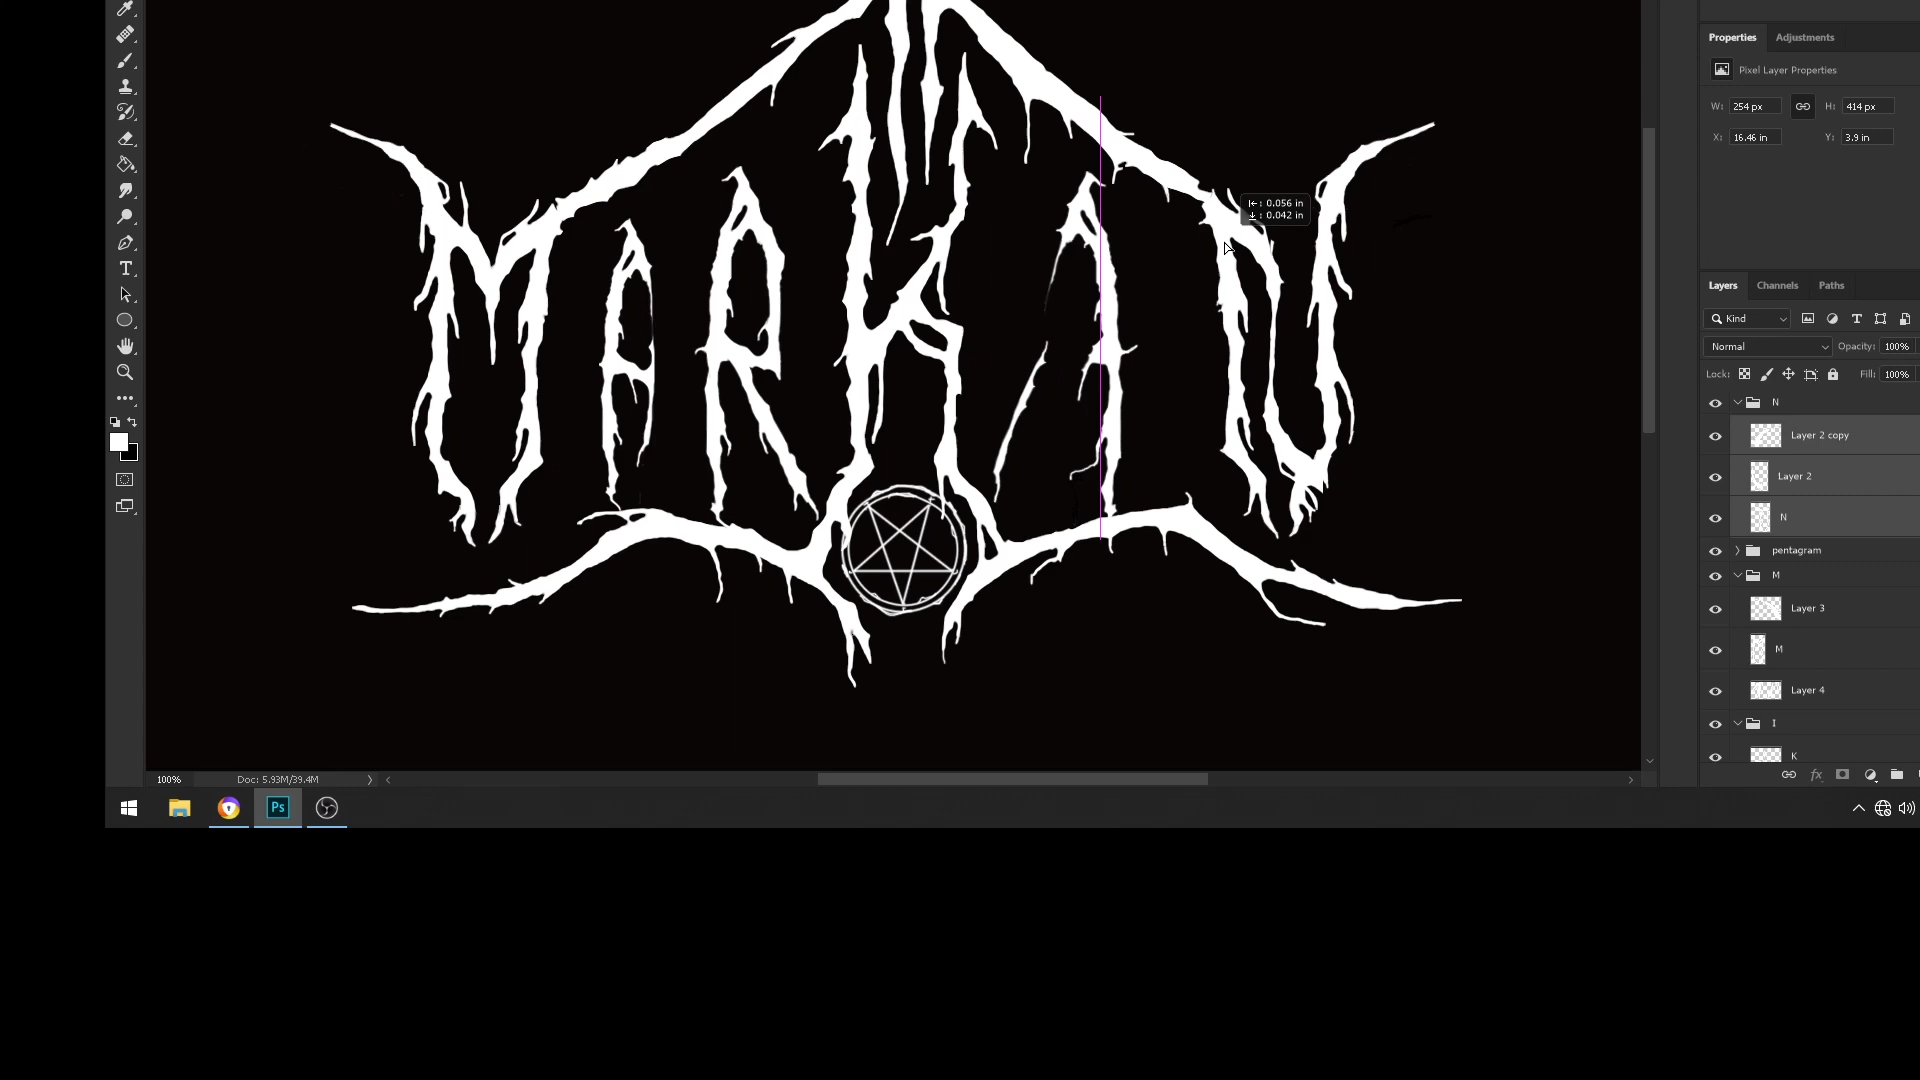 Properties Adjustments
Pixel Layer Properties
W: 254 px H: 414 px
X: 16.46 in Y: 3.9 in
: 0.056 in
: 0.042 in
MARKAN
Layers Channels Paths
Kind
Normal Opacity: 100%
Lock: Fill: 100%
N
Layer 2 copy
Layer 2
N
pentagram
M
Layer 3
M
Layer 4
I
K
fx
T
100% Doc: 5.93M/39.4M
Ps